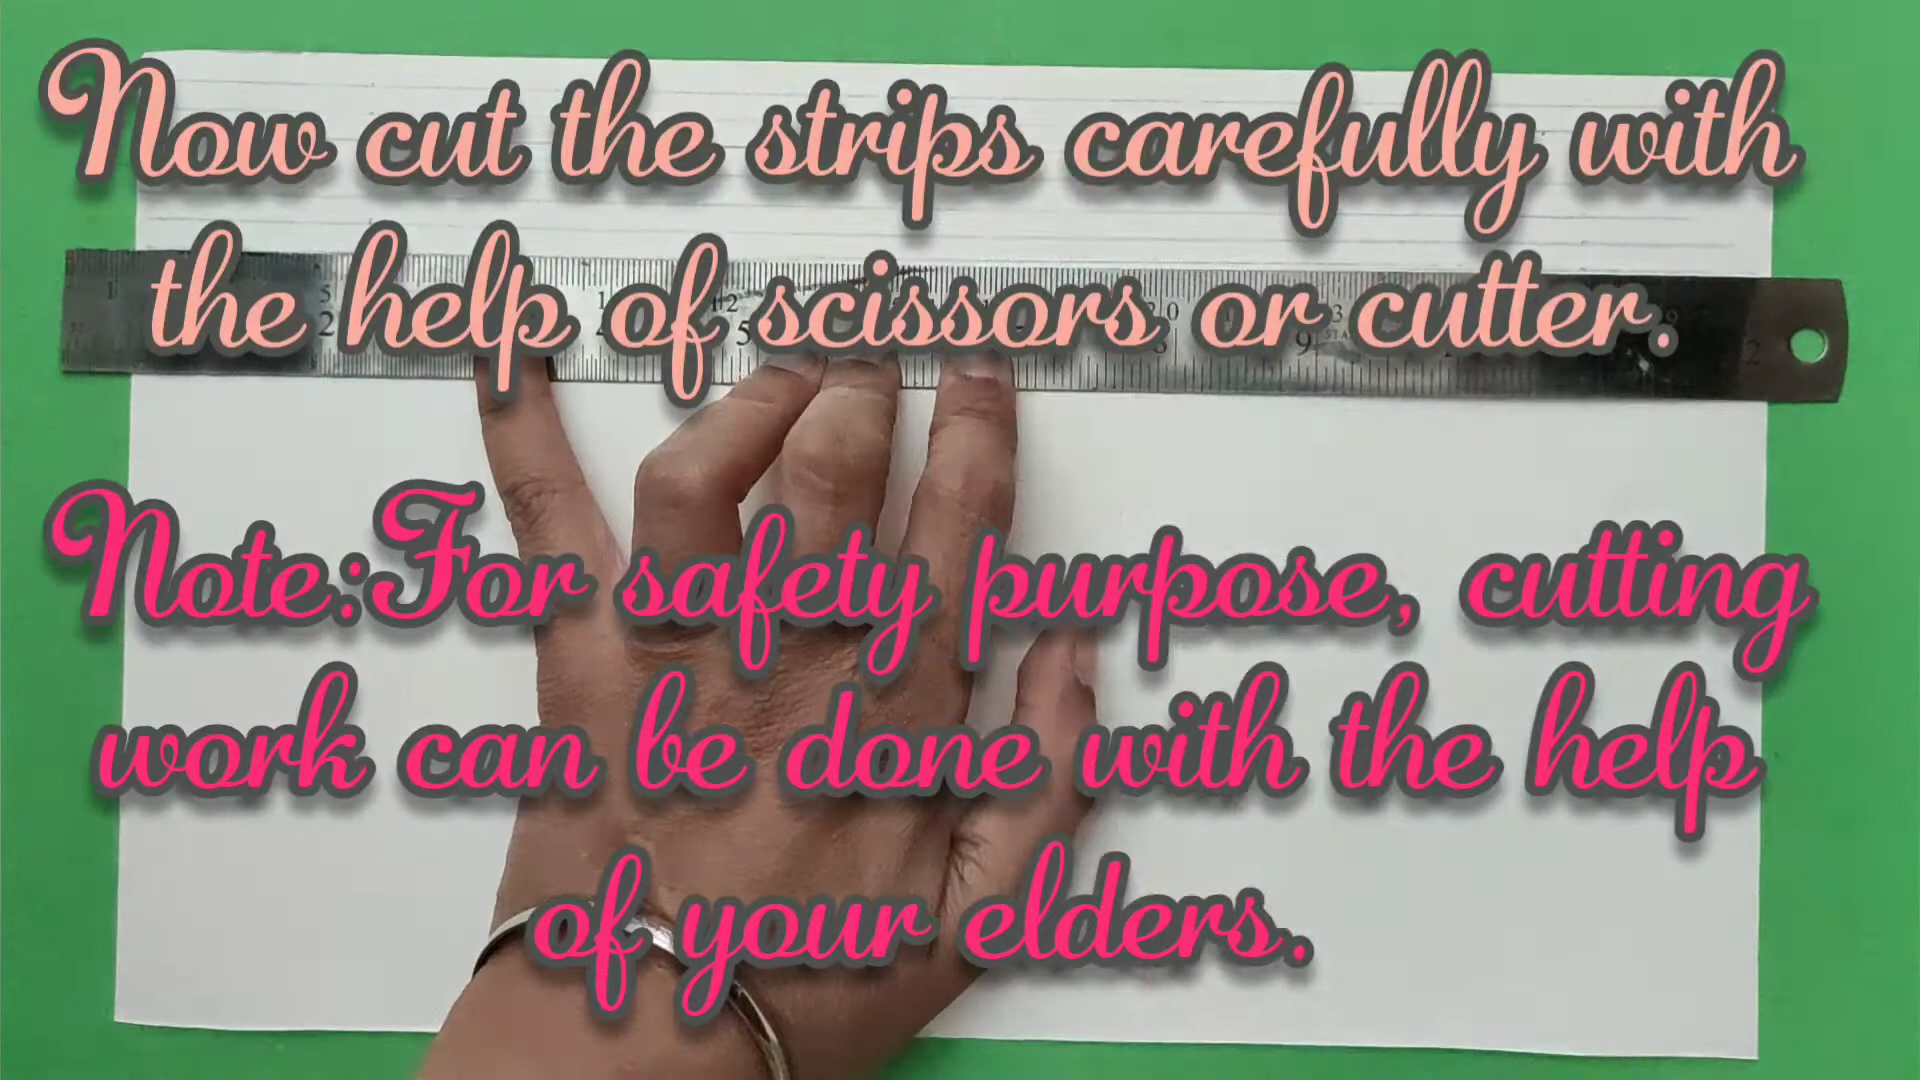 Now cut the strips carefully with
the help of scissors or cutter.
Note:For safety purpose, cutting
work can be done with the help
of your elders.